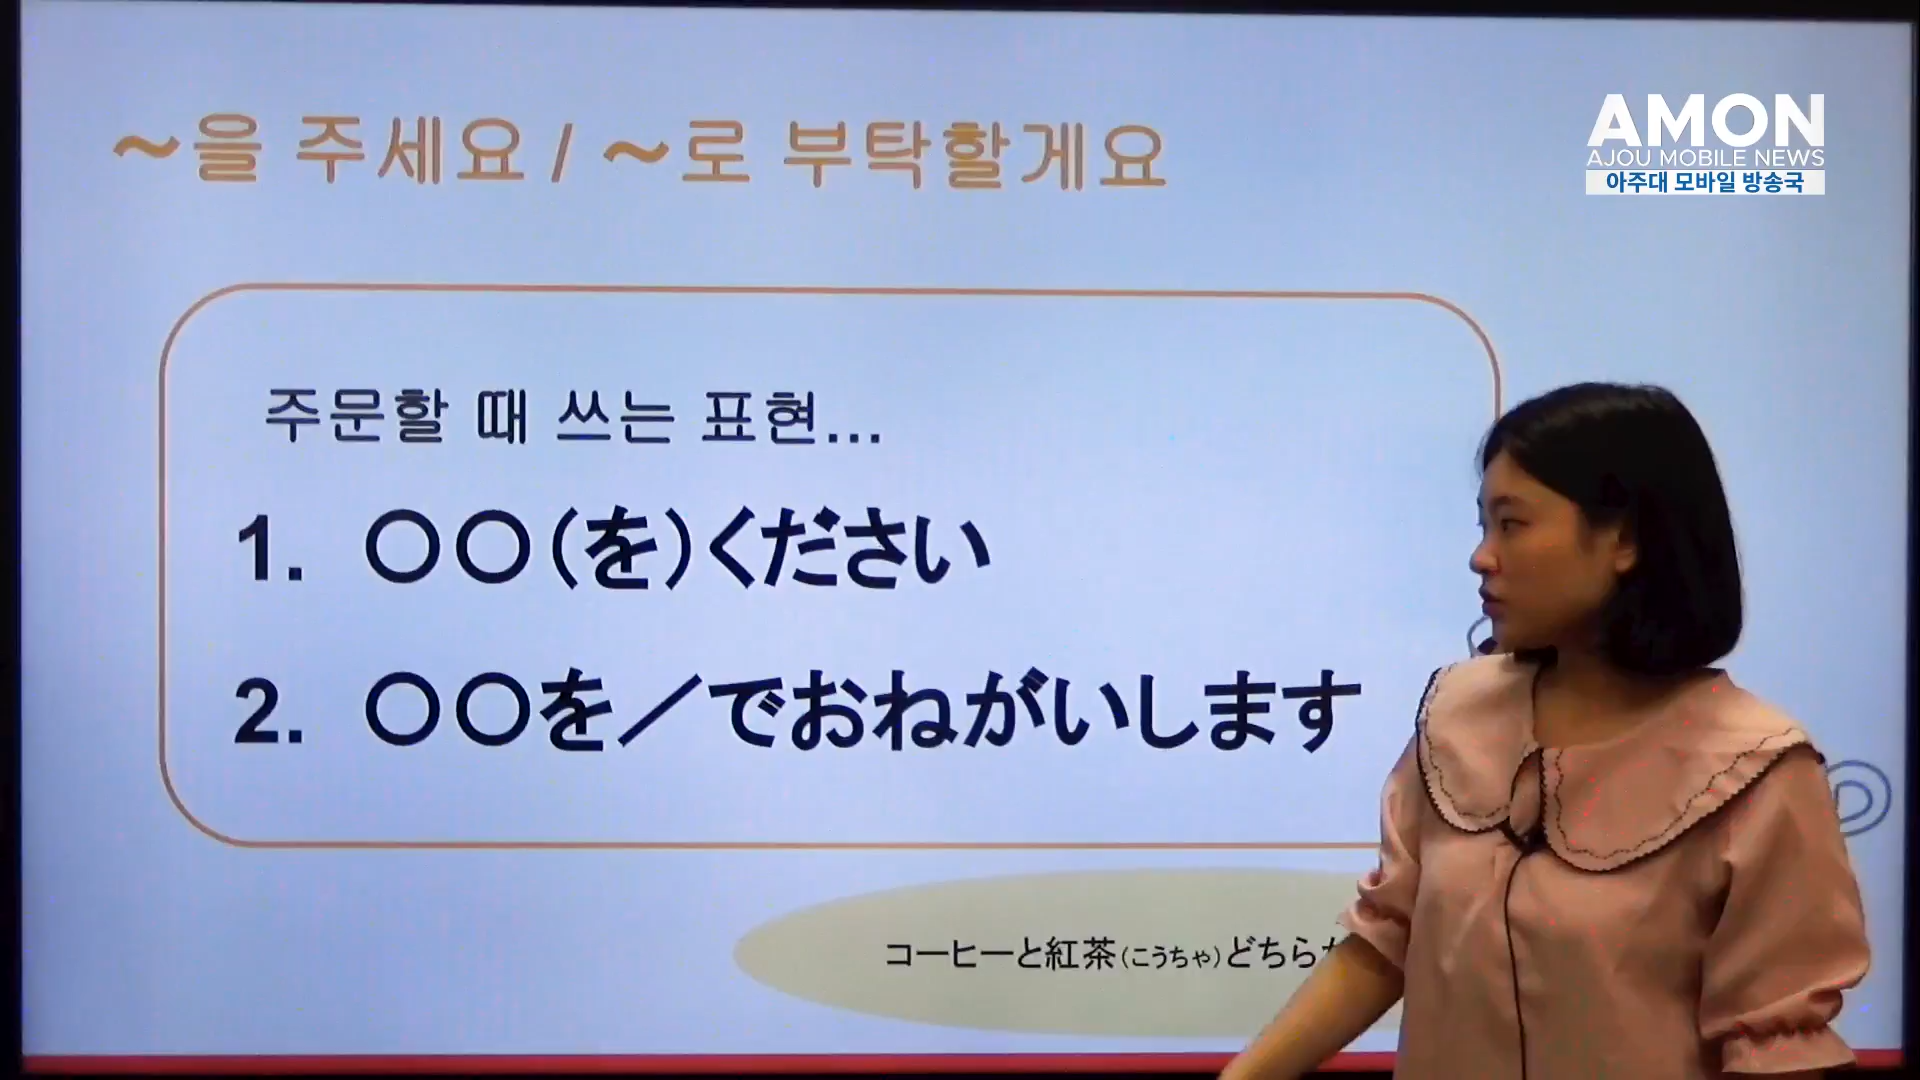 ~을 주세요 / ~로 부탁할게요
AMON
AJOU MOBILE NEWS
아주대 모바일 방송국
주문할 때 쓰는 표현...
1. 〇〇(を)ください
2. 〇〇を／でおねがいします
コーヒーと紅茶(こうちゃ)どちら